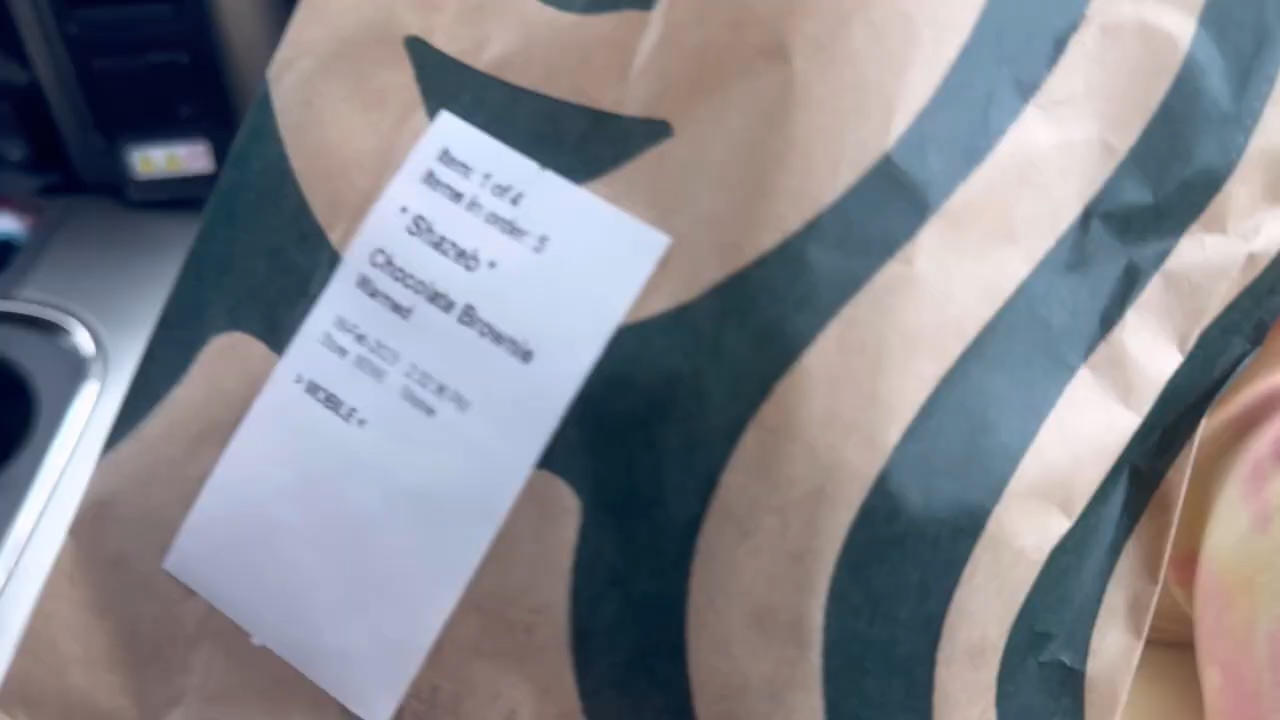 Item: 1 of 4
Items in order: 5
* Shazeb *
Chocolate Brownie
Warmed
> MOBILE <